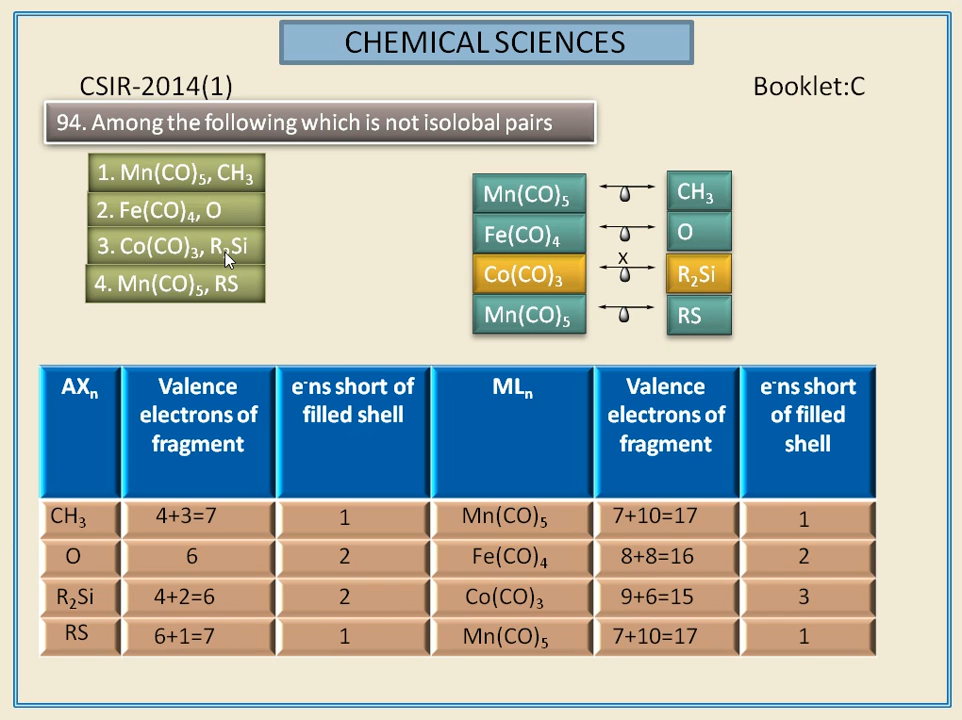 CHEMICAL SCIENCES
CSIR-2014(1) Booklet:C
94. Among the following which is not isolobal pairs
1. Mn(CO)₅, CH₃
2. Fe(CO)₄, O
3. Co(CO)₃, R₂Si
4. Mn(CO)₅, RS
Mn(CO)₅ CH₃
Fe(CO)₄ O
x
Co(CO)₃ R₂Si
Mn(CO)₅ RS
AXₙ Valence e⁻ns short of MLₙ Valence e⁻ns short
electrons of filled shell electrons of of filled
fragment fragment shell
CH₃ 4+3=7 1 Mn(CO)₅ 7+10=17 1
O 6 2 Fe(CO)₄ 8+8=16 2
R₂Si 4+2=6 2 Co(CO)₃ 9+6=15 3
RS 6+1=7 1 Mn(CO)₅ 7+10=17 1